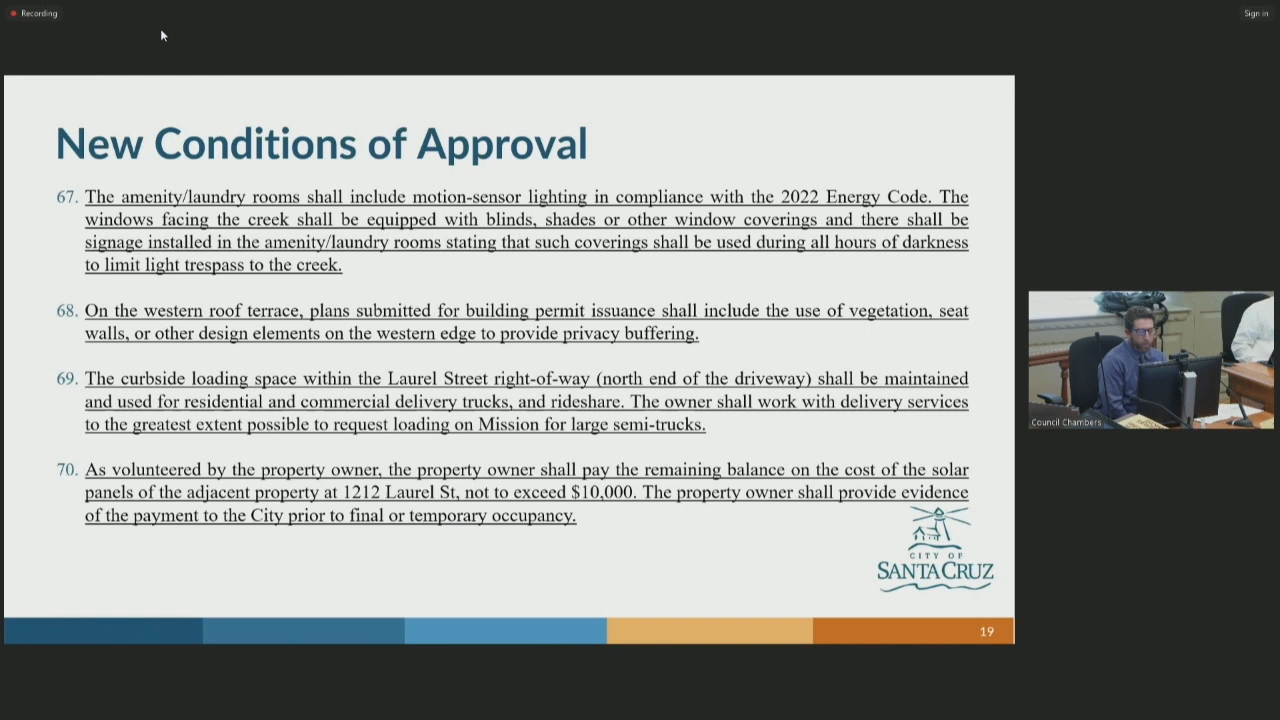 Recording
Sign in
New Conditions of Approval
67. The amenity/laundry rooms shall include motion-sensor lighting in compliance with the 2022 Energy Code. The
windows facing the creek shall be equipped with blinds, shades or other window coverings and there shall be
signage installed in the amenity/laundry rooms stating that such coverings shall be used during all hours of darkness
to limit light trespass to the creek.
68. On the western roof terrace, plans submitted for building permit issuance shall include the use of vegetation, seat
walls, or other design elements on the western edge to provide privacy buffering.
69. The curbside loading space within the Laurel Street right-of-way (north end of the driveway) shall be maintained
and used for residential and commercial delivery trucks, and rideshare. The owner shall work with delivery services
to the greatest extent possible to request loading on Mission for large semi-trucks.
70. As volunteered by the property owner, the property owner shall pay the remaining balance on the cost of the solar
panels of the adjacent property at 1212 Laurel St, not to exceed $10,000. The property owner shall provide evidence
of the payment to the City prior to final or temporary occupancy.
CITY OF
SANTA CRUZ
19
Council Chambers